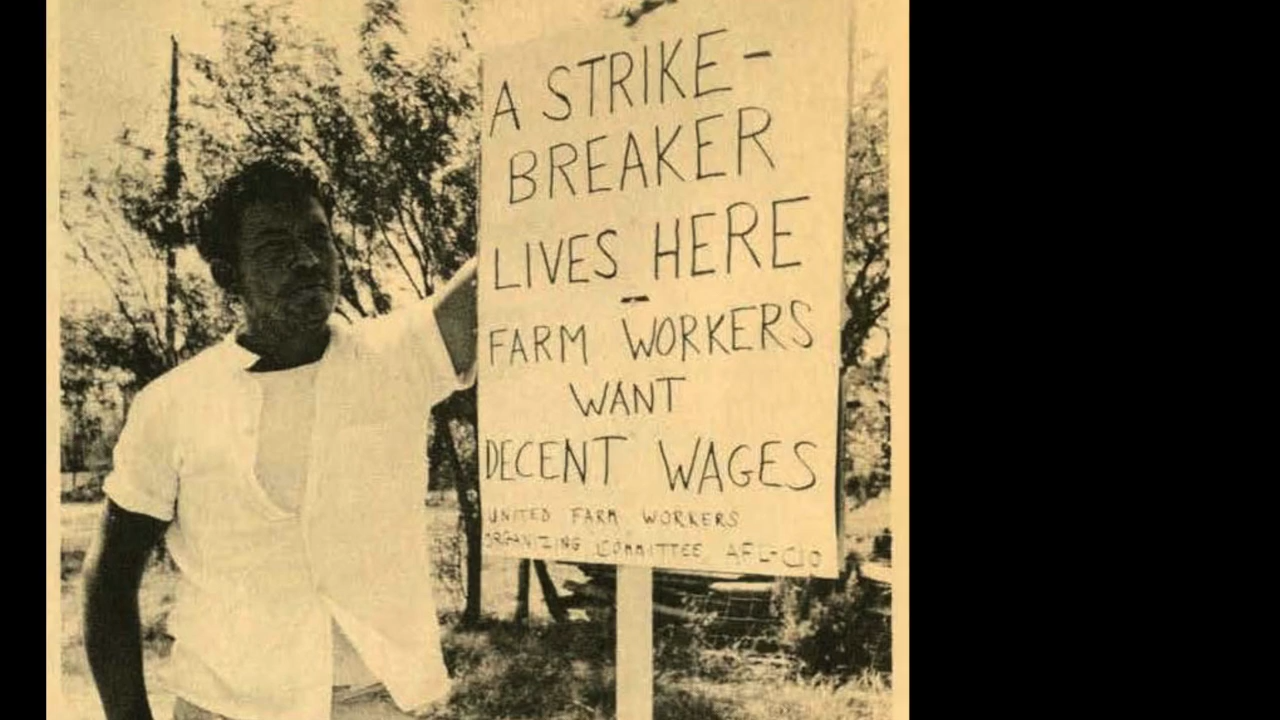 A STRIKE-
BREAKER
LIVES HERE
-
FARM WORKERS
WANT
DECENT WAGES
UNITED FARM WORKERS
ORGANIZING COMMITTEE AFL-CIO